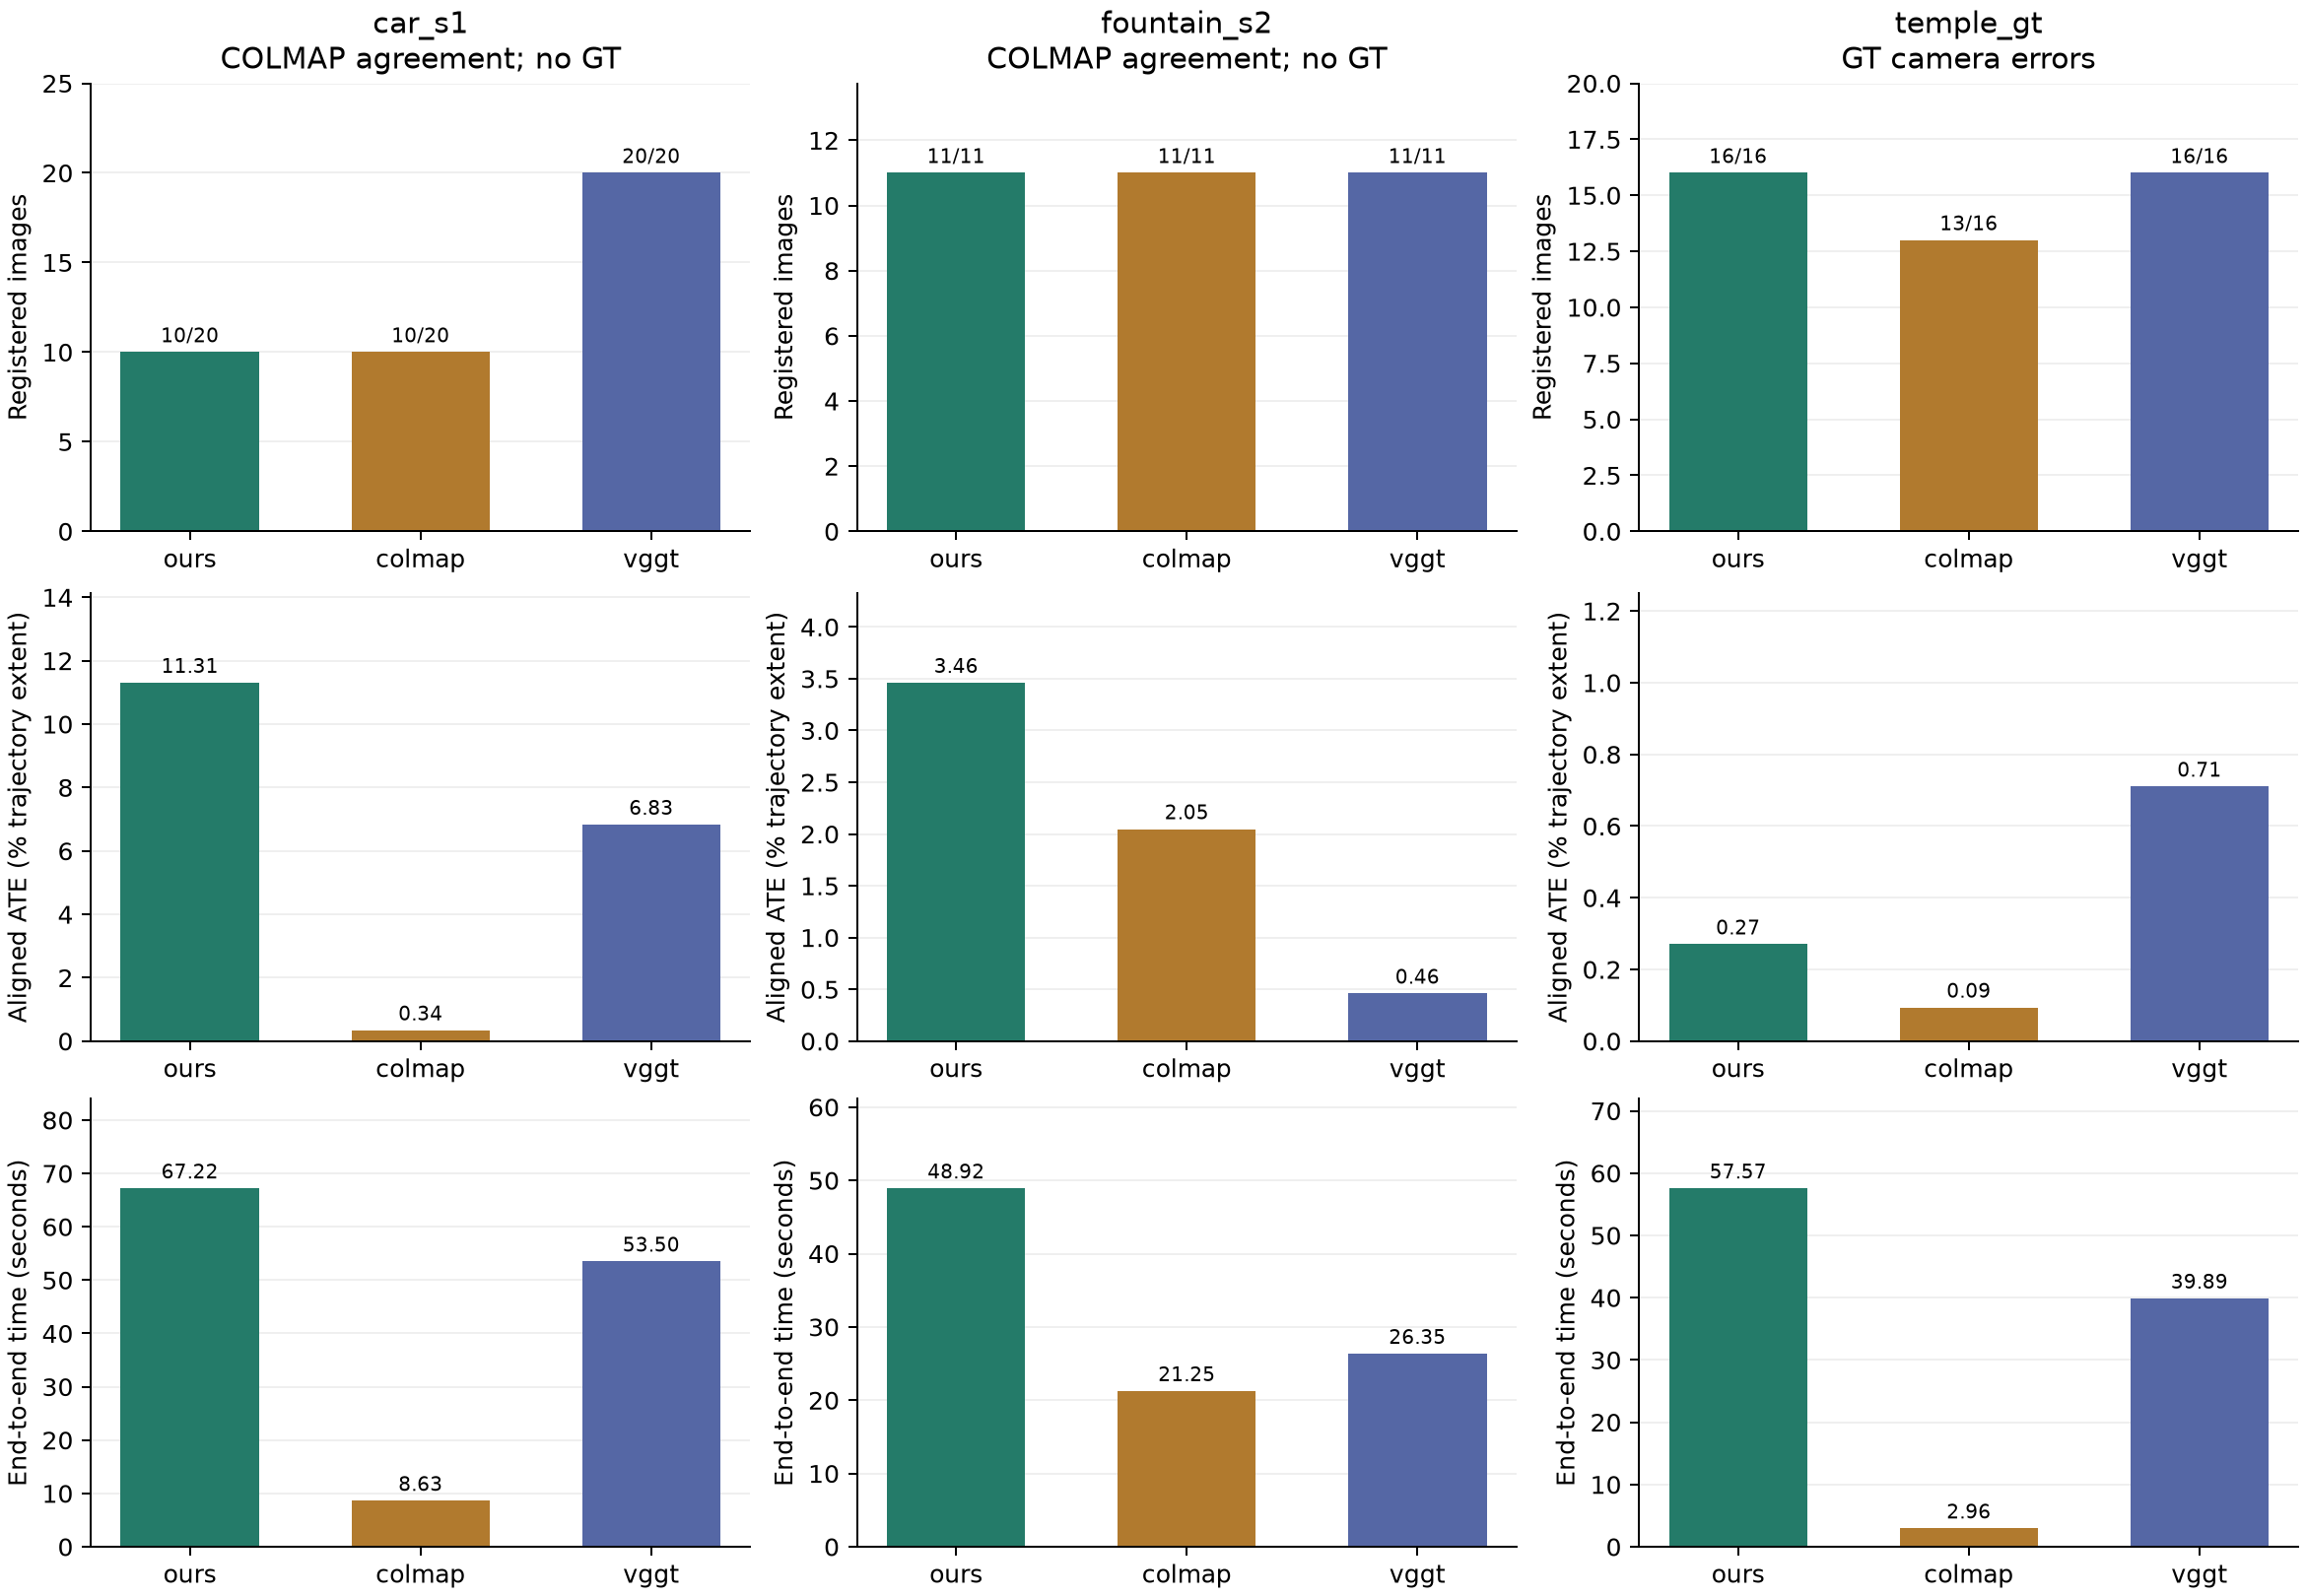 car_s1
COLMAP agreement; no GT
fountain_s2
COLMAP agreement; no GT
temple_gt
GT camera errors
Registered images
25
20
15
10
5
0
10/20
10/20
20/20
ours
colmap
vggt
Registered images
12
10
8
6
4
2
0
11/11
11/11
11/11
ours
colmap
vggt
Registered images
20.0
17.5
15.0
12.5
10.0
7.5
5.0
2.5
0.0
16/16
13/16
16/16
ours
colmap
vggt
Aligned ATE (% trajectory extent)
14
12
10
8
6
4
2
0
11.31
0.34
6.83
ours
colmap
vggt
Aligned ATE (% trajectory extent)
4.0
3.5
3.0
2.5
2.0
1.5
1.0
0.5
0.0
3.46
2.05
0.46
ours
colmap
vggt
Aligned ATE (% trajectory extent)
1.2
1.0
0.8
0.6
0.4
0.2
0.0
0.27
0.09
0.71
ours
colmap
vggt
End-to-end time (seconds)
80
70
60
50
40
30
20
10
0
67.22
8.63
53.50
ours
colmap
vggt
End-to-end time (seconds)
60
50
40
30
20
10
0
48.92
21.25
26.35
ours
colmap
vggt
End-to-end time (seconds)
70
60
50
40
30
20
10
0
57.57
2.96
39.89
ours
colmap
vggt